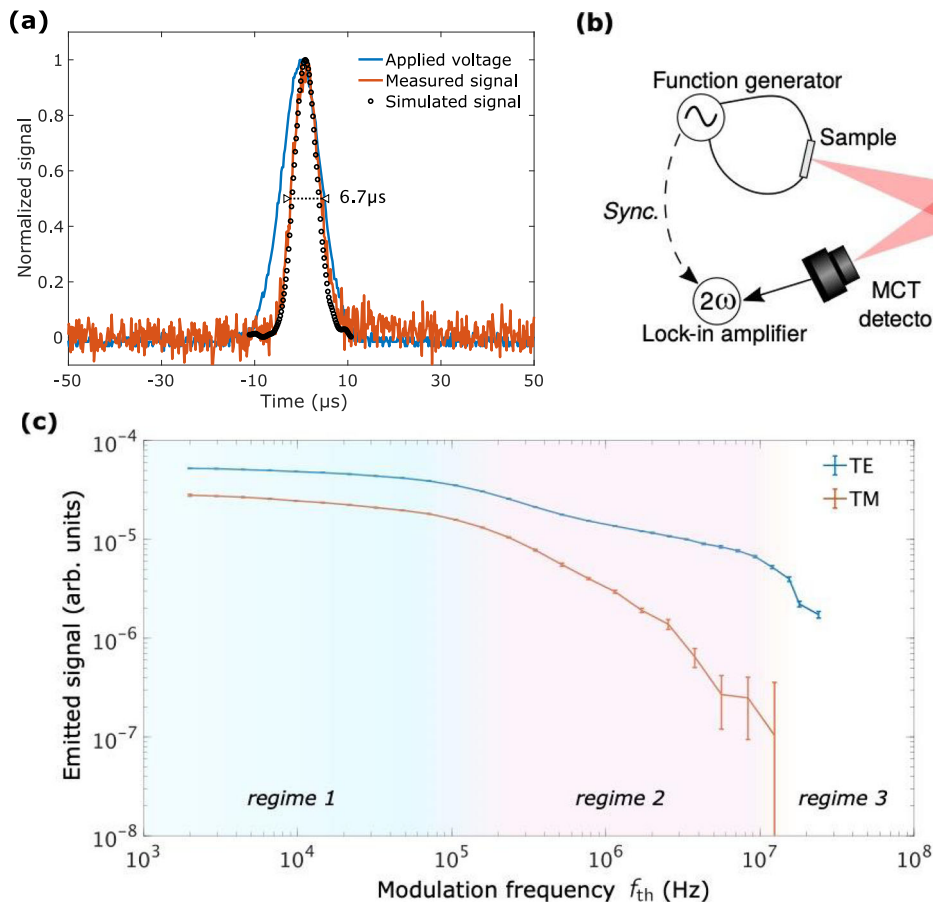 (a)
Applied voltage
Measured signal
Simulated signal
6.7µs
Normalized signal
1
0.8
0.6
0.4
0.2
0
-50
-30
-10
10
30
50
Time (µs)
(b)
Function generator
Sample
Sync.
2ω
MCT
detecto
Lock-in amplifier
(c)
TE
TM
Emitted signal (arb. units)
10⁻⁴
10⁻⁵
10⁻⁶
10⁻⁷
10⁻⁸
regime 1
regime 2
regime 3
10³
10⁴
10⁵
10⁶
10⁷
10⁸
Modulation frequency f_th (Hz)